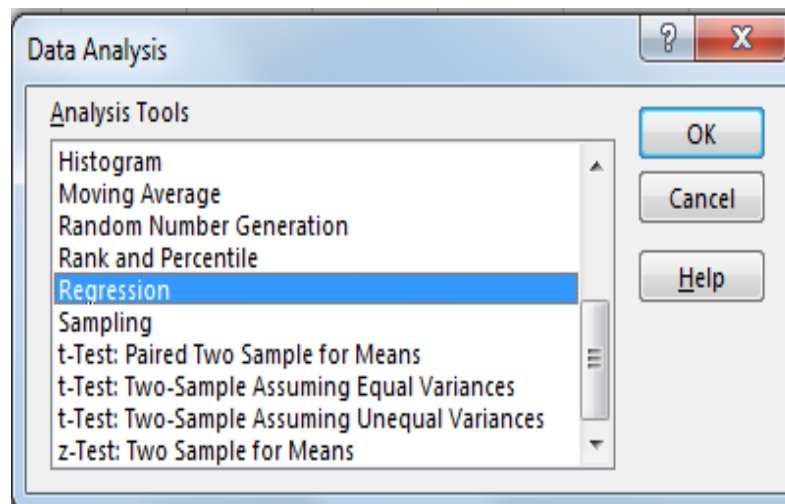 Data Analysis
Analysis Tools
Histogram
Moving Average
Random Number Generation
Rank and Percentile
Regression
Sampling
t-Test: Paired Two Sample for Means
t-Test: Two-Sample Assuming Equal Variances
t-Test: Two-Sample Assuming Unequal Variances
z-Test: Two Sample for Means
OK
Cancel
Help